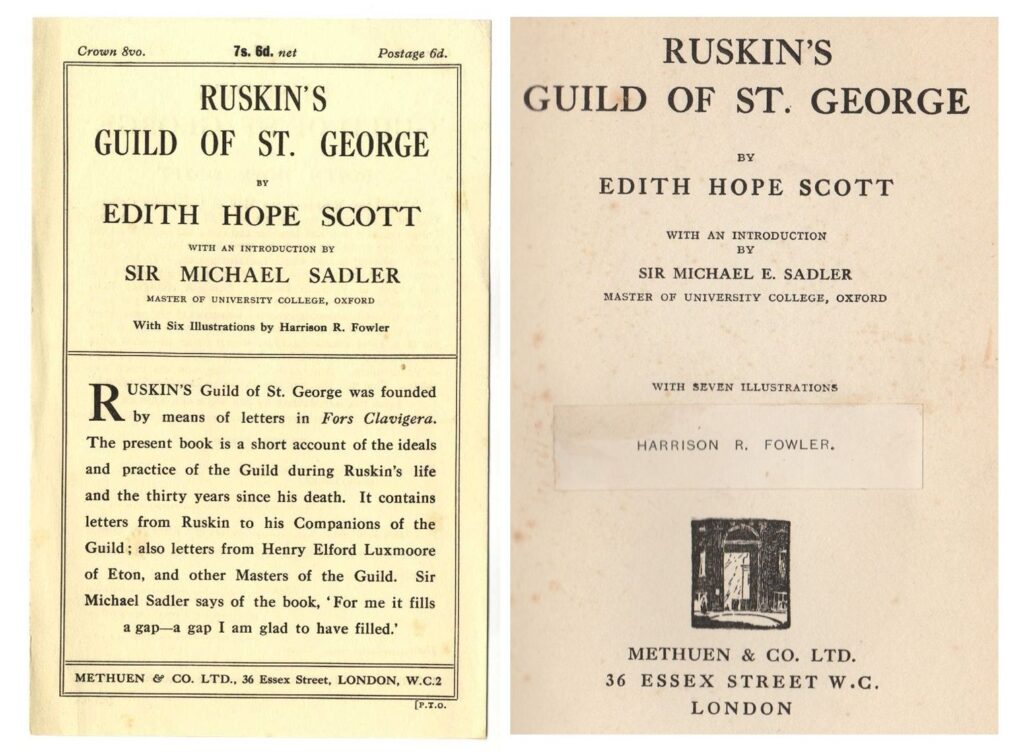 Crown 8vo. 7s. 6d. net Postage 6d.
RUSKIN'S
GUILD OF ST. GEORGE
BY
EDITH HOPE SCOTT
WITH AN INTRODUCTION BY
SIR MICHAEL SADLER
MASTER OF UNIVERSITY COLLEGE, OXFORD
With Six Illustrations by Harrison R. Fowler
RUSKIN'S Guild of St. George was founded
by means of letters in Fors Clavigera.
The present book is a short account of the ideals
and practice of the Guild during Ruskin's life
and the thirty years since his death. It contains
letters from Ruskin to his Companions of the
Guild; also letters from Henry Elford Luxmoore
of Eton, and other Masters of the Guild. Sir
Michael Sadler says of the book, 'For me it fills
a gap—a gap I am glad to have filled.'
METHUEN & CO. LTD., 36 Essex Street, LONDON, W.C.2
[P.T.O.
RUSKIN'S
GUILD OF ST. GEORGE
BY
EDITH HOPE SCOTT
WITH AN INTRODUCTION
BY
SIR MICHAEL E. SADLER
MASTER OF UNIVERSITY COLLEGE, OXFORD
WITH SEVEN ILLUSTRATIONS
HARRISON R. FOWLER.
METHUEN & CO. LTD.
36 ESSEX STREET W.C.
LONDON